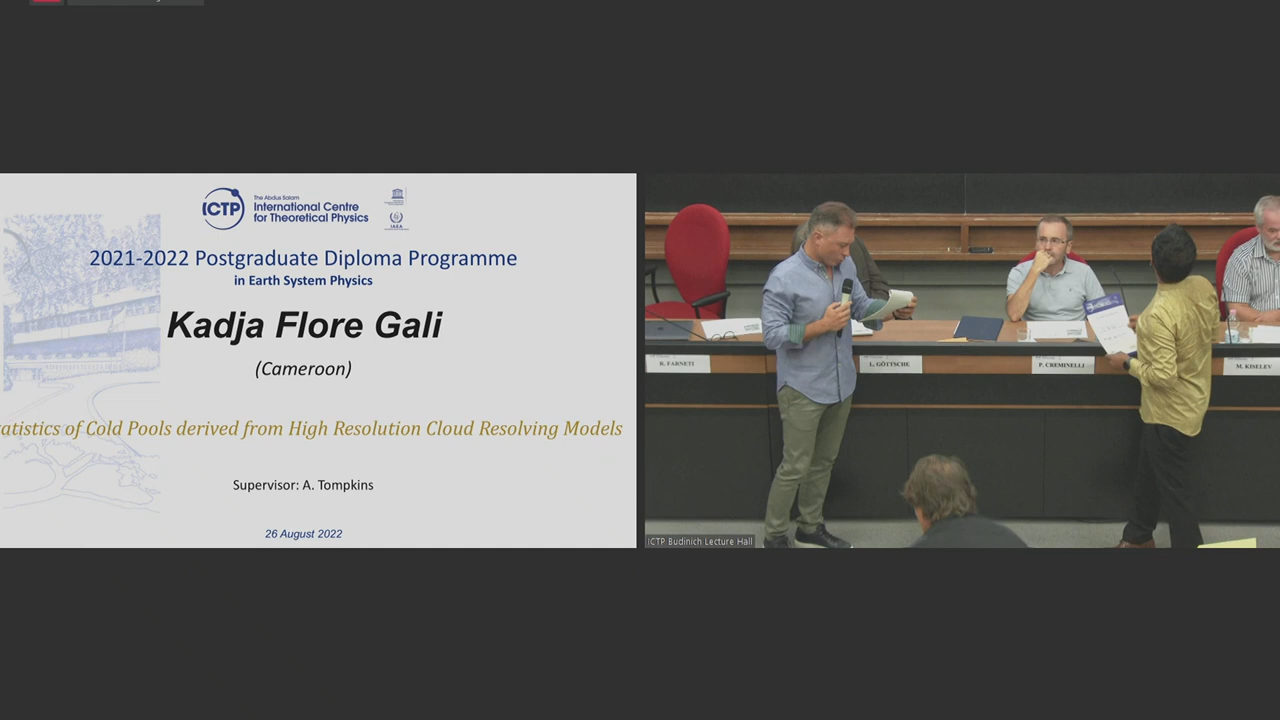 ICTP
The Abdus Salam
International Centre
for Theoretical Physics
IAEA
2021-2022 Postgraduate Diploma Programme
in Earth System Physics
Kadja Flore Gali
(Cameroon)
of Cold Pools derived from High Resolution Cloud Resolving Models
Supervisor: A. Tompkins
26 August 2022
R. FARNETI
L. GÖTTSCHE
P. CREMINELLI
M. KISELEV
ICTP Budinich Lecture Hall